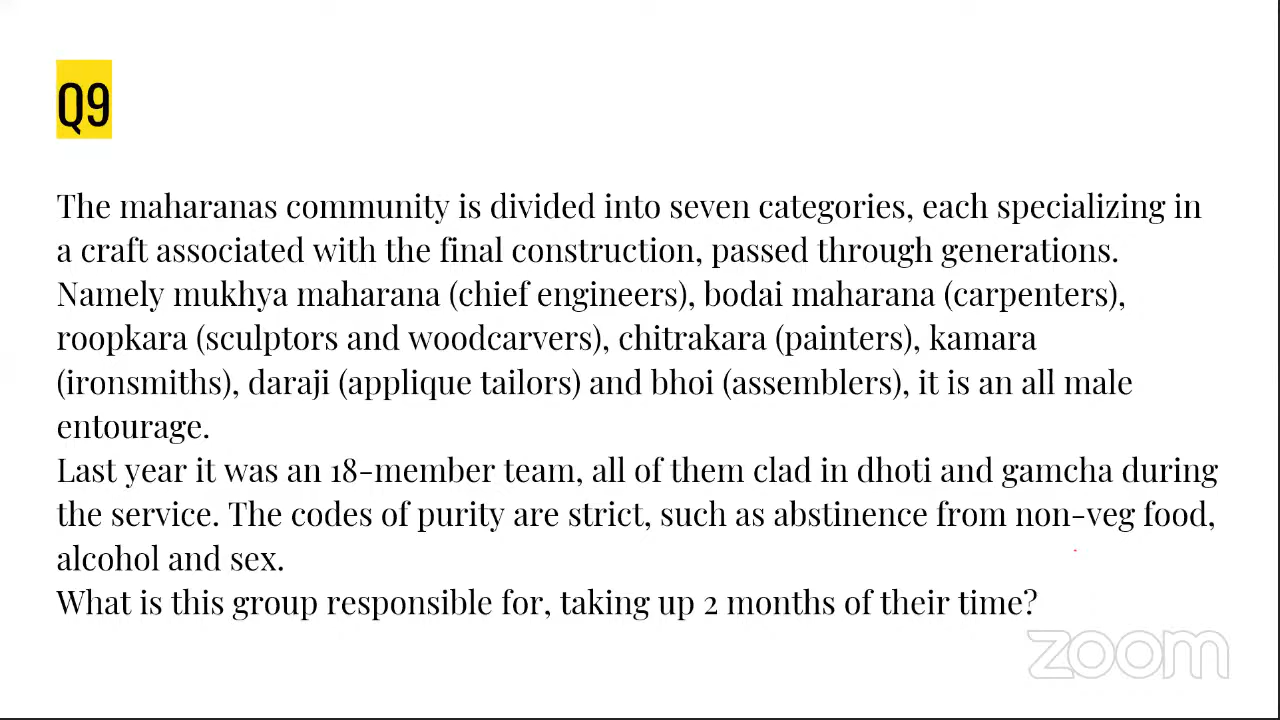 Q9
The maharanas community is divided into seven categories, each specializing in
a craft associated with the final construction, passed through generations.
Namely mukhya maharana (chief engineers), bodai maharana (carpenters),
roopkara (sculptors and woodcarvers), chitrakara (painters), kamara
(ironsmiths), daraji (applique tailors) and bhoi (assemblers), it is an all male
entourage.
Last year it was an 18-member team, all of them clad in dhoti and gamcha during
the service. The codes of purity are strict, such as abstinence from non-veg food,
alcohol and sex.
What is this group responsible for, taking up 2 months of their time?
zoom